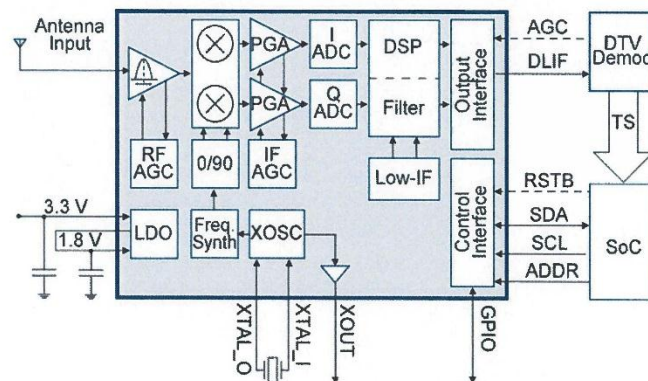 Antenna
Input
PGA
PGA
I
ADC
Q
ADC
DSP
Filter
Output
Interface
AGC
DLIF
DTV
Demod
TS
RF
AGC
0/90
IF
AGC
Low-IF
3.3 V
1.8 V
LDO
Freq.
Synth
XOSC
Control
Interface
RSTB
SDA
SCL
ADDR
SoC
XTAL_O
XTAL_I
XOUT
GPIO